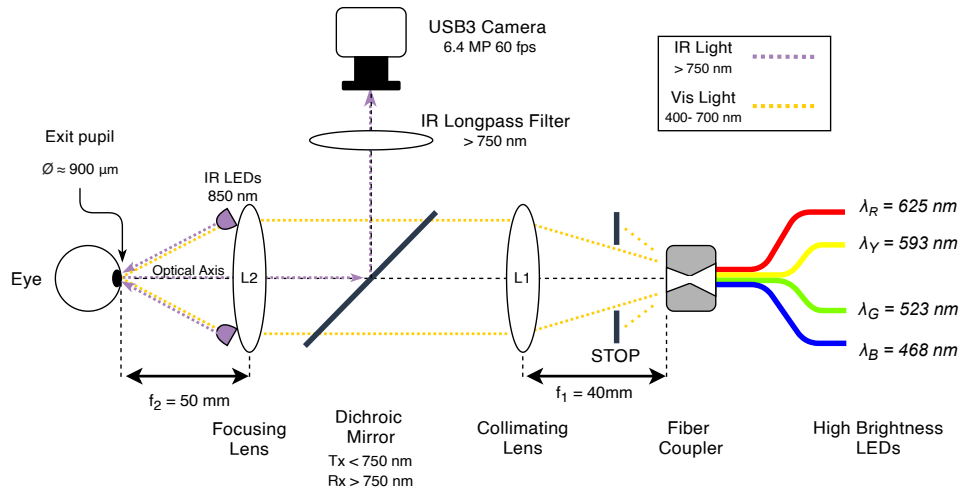 USB3 Camera
6.4 MP 60 fps
IR Light
> 750 nm
Vis Light
400- 700 nm
IR Longpass Filter
> 750 nm
Exit pupil
Ø ≈ 900 µm
IR LEDs
850 nm
Eye
Optical Axis
L2
L1
λR = 625 nm
λY = 593 nm
λG = 523 nm
λB = 468 nm
STOP
f2 = 50 mm
f1 = 40mm
Focusing
Lens
Dichroic
Mirror
Tx < 750 nm
Rx > 750 nm
Collimating
Lens
Fiber
Coupler
High Brightness
LEDs